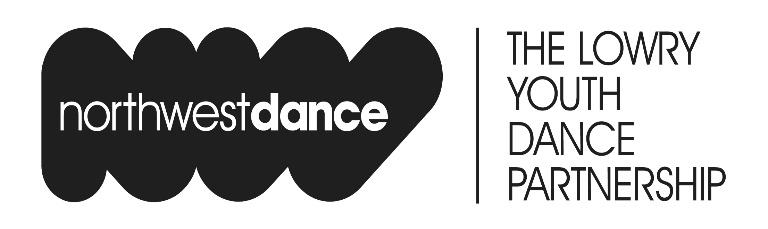 northwestdance
THE LOWRY
YOUTH
DANCE
PARTNERSHIP